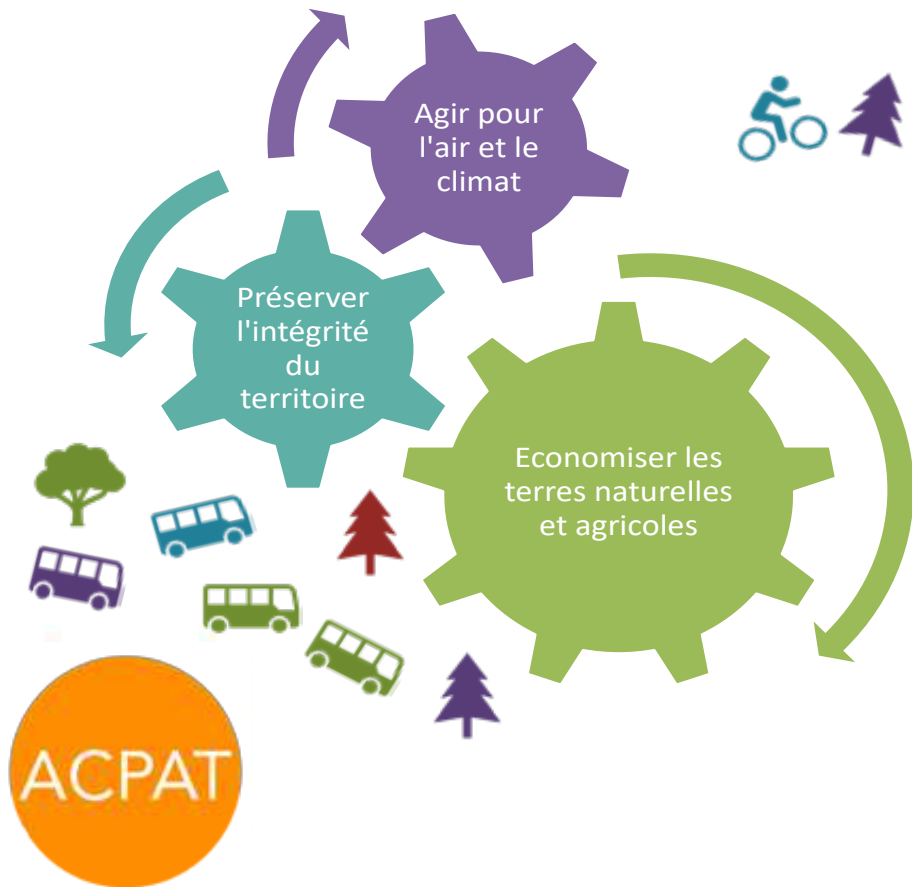 Agir pour
l'air et le
climat
Préserver
l'intégrité
du
territoire
Economiser les
terres naturelles
et agricoles
ACPAT